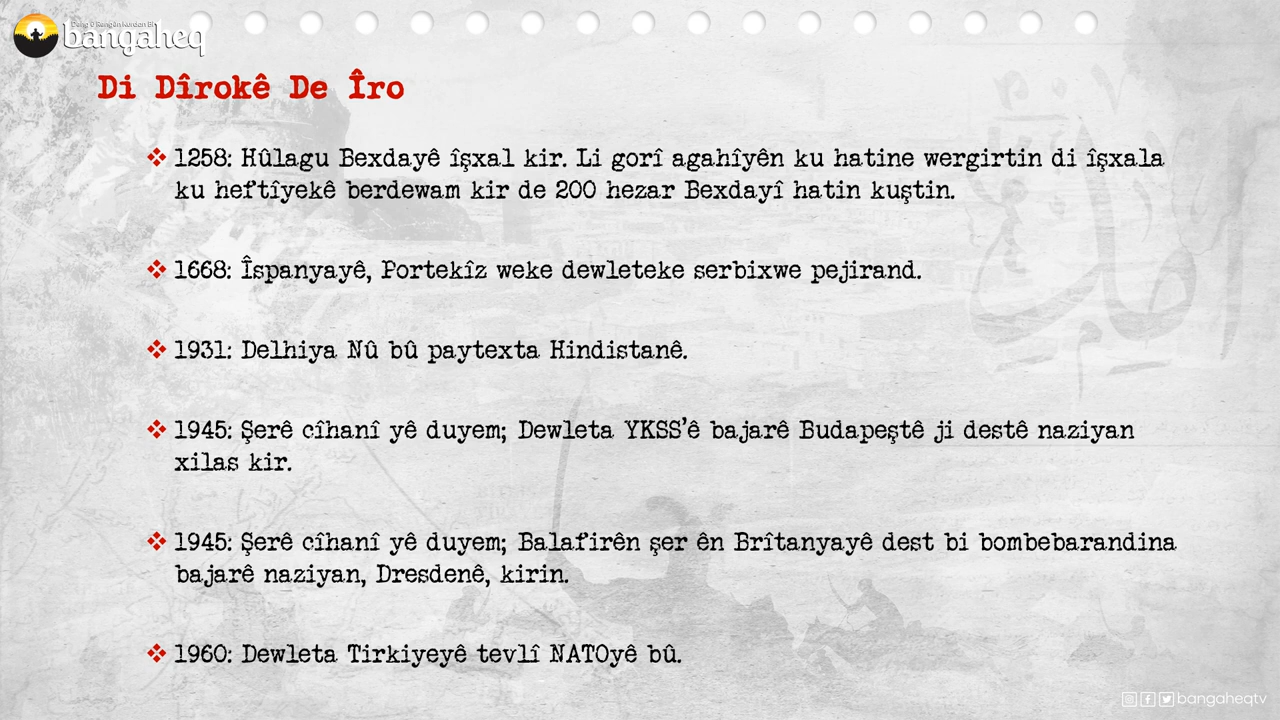 Deng û Rengên Kurdan Bi
bangaheq
Di Dîrokê De Îro
1258: Hûlagu Bexdayê îşxal kir. Li gorî agahîyên ku hatine wergirtin di îşxala
ku heftîyekê berdewam kir de 200 hezar Bexdayî hatin kuştin.
1668: Îspanyayê, Portekîz weke dewleteke serbixwe pejirand.
1931: Delhiya Nû bû paytexta Hindistanê.
1945: Şerê cîhanî yê duyem; Dewleta YKSS’ê bajarê Budapeştê ji destê naziyan
xilas kir.
1945: Şerê cîhanî yê duyem; Balafirên şer ên Brîtanyayê dest bi bombebarandina
bajarê naziyan, Dresdenê, kirin.
1960: Dewleta Tirkiyeyê tevlî NATOyê bû.
bangaheqtv